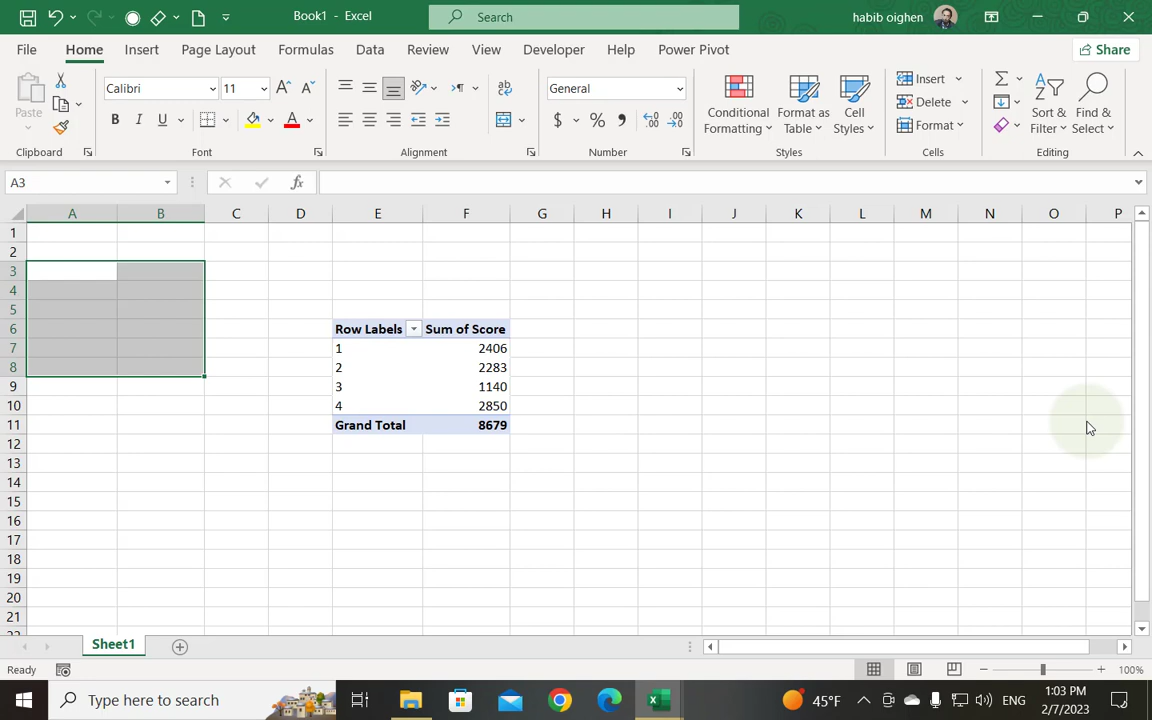 Book1 - Excel
Search
habib oighen
File Home Insert Page Layout Formulas Data Review View Developer Help Power Pivot
Share
Paste
Calibri 11
B I U A
General
$ % ,
Conditional Formatting
Format as Table
Cell Styles
Insert
Delete
Format
Sort & Filter
Find & Select
Clipboard Font Alignment Number Styles Cells Editing
A3 fx
A B C D E F G H I J K L M N O P
1
2
3
4
5
6 Row Labels Sum of Score
7 1 2406
8 2 2283
9 3 1140
10 4 2850
11 Grand Total 8679
12
13
14
15
16
17
18
19
20
21
22
Sheet1
Ready
100%
Type here to search
45°F
ENG
1:03 PM
2/7/2023